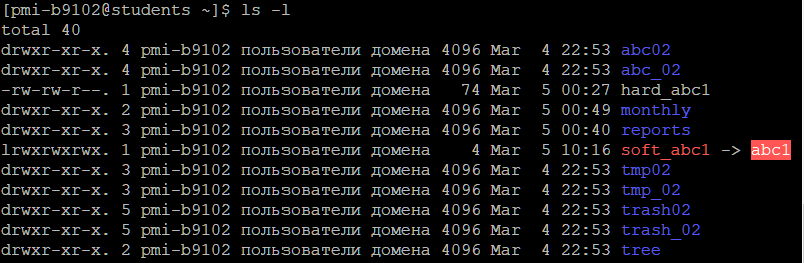 [pmi-b9102@students ~]$ ls -l
total 40
drwxr-xr-x. 4 pmi-b9102 пользователи домена 4096 Mar  4 22:53 abc02
drwxr-xr-x. 4 pmi-b9102 пользователи домена 4096 Mar  4 22:53 abc_02
-rw-rw-r--. 1 pmi-b9102 пользователи домена   74 Mar  5 00:27 hard_abc1
drwxr-xr-x. 2 pmi-b9102 пользователи домена 4096 Mar  5 00:49 monthly
drwxr-xr-x. 3 pmi-b9102 пользователи домена 4096 Mar  5 00:40 reports
lrwxrwxrwx. 1 pmi-b9102 пользователи домена    4 Mar  5 10:16 soft_abc1 -> abc1
drwxr-xr-x. 3 pmi-b9102 пользователи домена 4096 Mar  4 22:53 tmp02
drwxr-xr-x. 3 pmi-b9102 пользователи домена 4096 Mar  4 22:53 tmp_02
drwxr-xr-x. 5 pmi-b9102 пользователи домена 4096 Mar  4 22:53 trash02
drwxr-xr-x. 5 pmi-b9102 пользователи домена 4096 Mar  4 22:53 trash_02
drwxr-xr-x. 2 pmi-b9102 пользователи домена 4096 Mar  4 22:53 tree